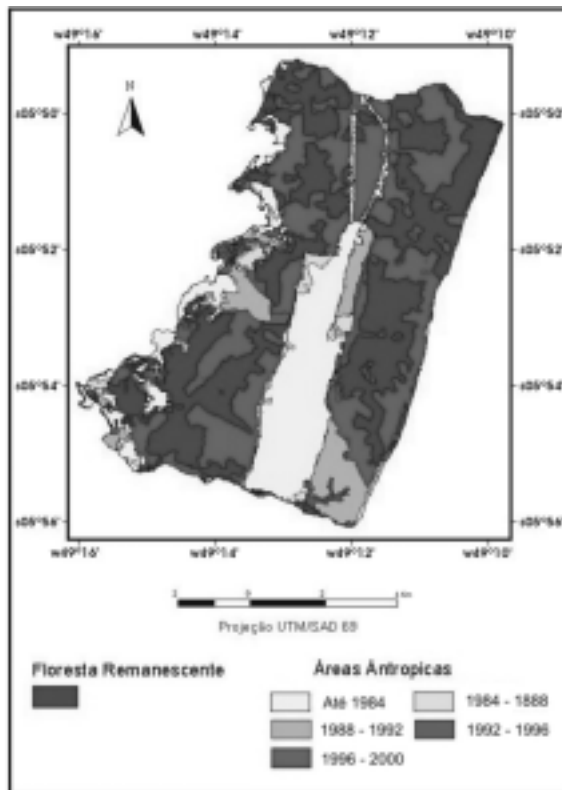 w49°16' w49°14' w49°12' w49°10'
N
s05°50' s05°50'
s05°52' s05°52'
s05°54' s05°54'
s05°56' s05°56'
w49°16' w49°14' w49°12' w49°10'
Projeção UTM/SAD 69
Floresta Remanescente
Áreas Ántropicas
Até 1984
1984 - 1888
1988 - 1992
1992 - 1996
1996 - 2000